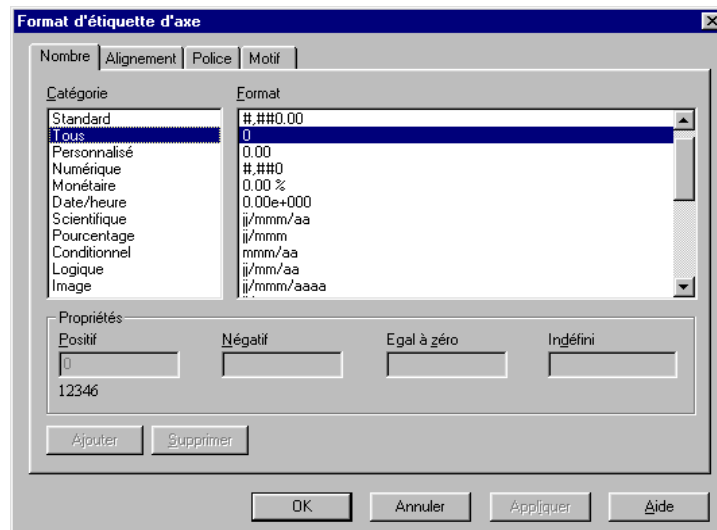 Format d'étiquette d'axe
Nombre Alignement Police Motif
Catégorie Format
Standard #,##0.00
Tous 0
Personnalisé 0.00
Numérique #,##0
Monétaire 0.00 %
Date/heure 0.00e+000
Scientifique jj/mmm/aa
Pourcentage jj/mmm
Conditionnel mmm/aa
Logique jj/mm/aa
Image jj/mmm/aaaa
Propriétés
Positif Négatif Egal à zéro Indéfini
0
12346
Ajouter Supprimer
OK Annuler Appliquer Aide